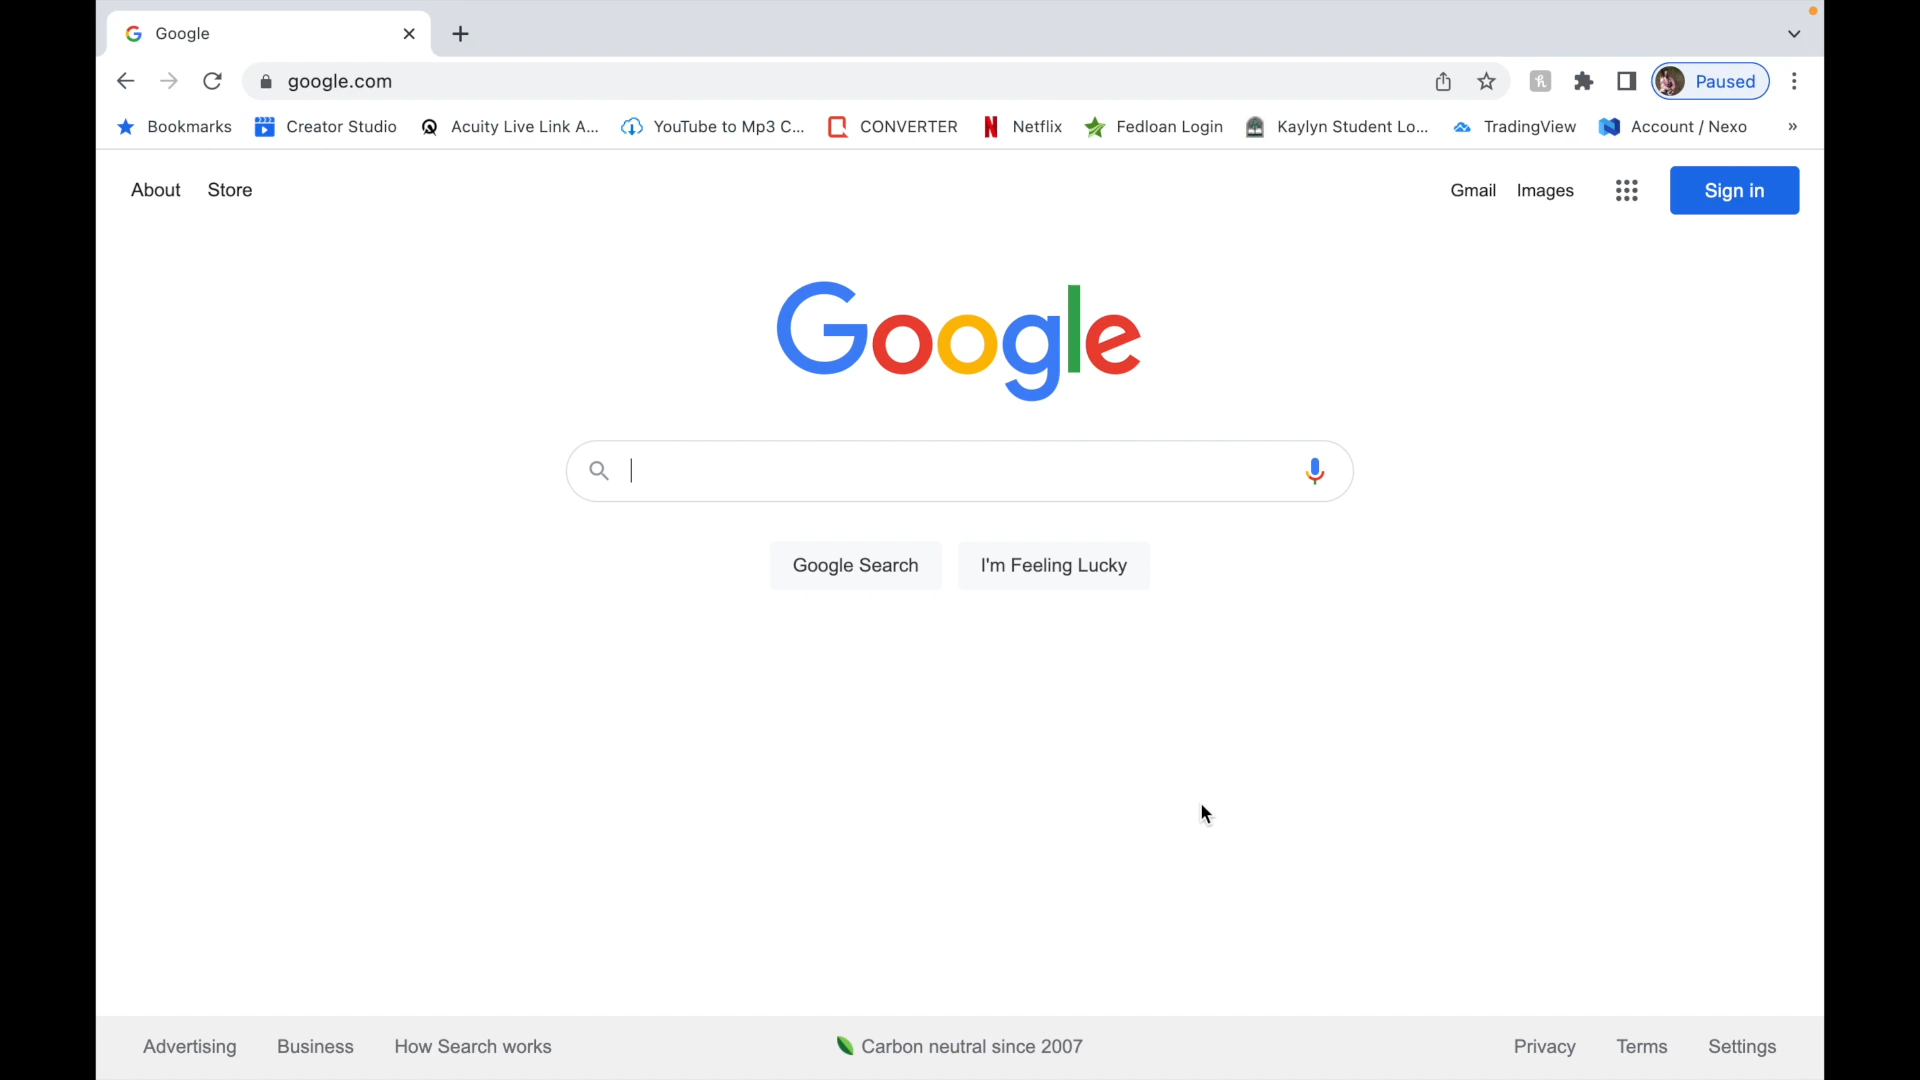 Google
google.com
Paused
Bookmarks Creator Studio Acuity Live Link A... YouTube to Mp3 C... CONVERTER Netflix Fedloan Login Kaylyn Student Lo... TradingView Account / Nexo »
About Store Gmail Images Sign in
Google
Google Search I'm Feeling Lucky
Advertising Business How Search works Carbon neutral since 2007 Privacy Terms Settings